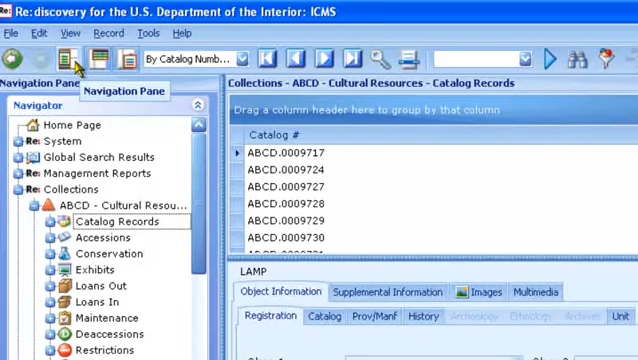 Re: Re:discovery for the U.S. Department of the Interior: ICMS
File Edit View Record Tools Help
By Catalog Numb...
Navigation Pane
Navigation Pane
Navigator
Home Page
Re: System
Global Search Results
Re: Management Reports
Re: Collections
ABCD - Cultural Resou...
Catalog Records
Accessions
Conservation
Exhibits
Loans Out
Loans In
Maintenance
Deaccessions
Restrictions
Collections - ABCD - Cultural Resources - Catalog Records
Drag a column header here to group by that column
Catalog #
ABCD.0009717
ABCD.0009724
ABCD.0009727
ABCD.0009728
ABCD.0009729
ABCD.0009730
LAMP
Object Information Supplemental Information Images Multimedia
Registration Catalog Prov/Manf History Archeology Ethnology Archives Unit